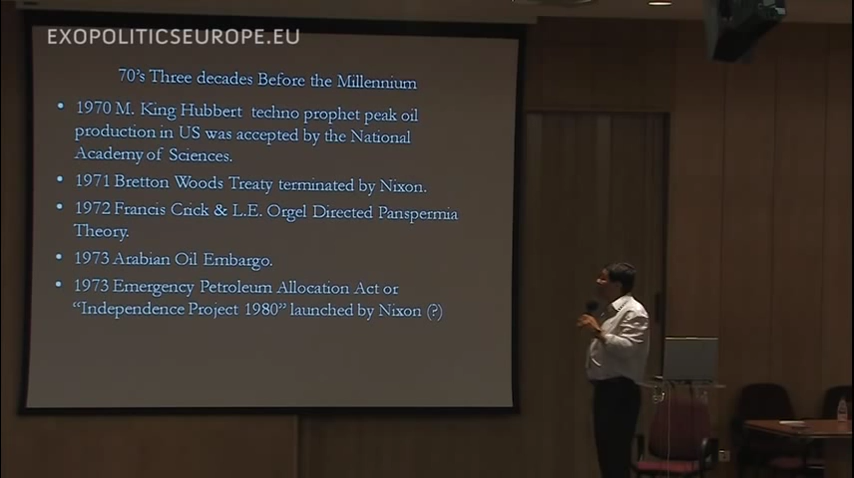 EXOPOLITICSEUROPE.EU
70's Three decades Before the Millennium
• 1970 M. King Hubbert techno prophet peak oil
production in US was accepted by the National
Academy of Sciences.
• 1971 Bretton Woods Treaty terminated by Nixon.
• 1972 Francis Crick & L.E. Orgel Directed Panspermia
Theory.
• 1973 Arabian Oil Embargo.
• 1973 Emergency Petroleum Allocation Act or
“Independence Project 1980” launched by Nixon (?)